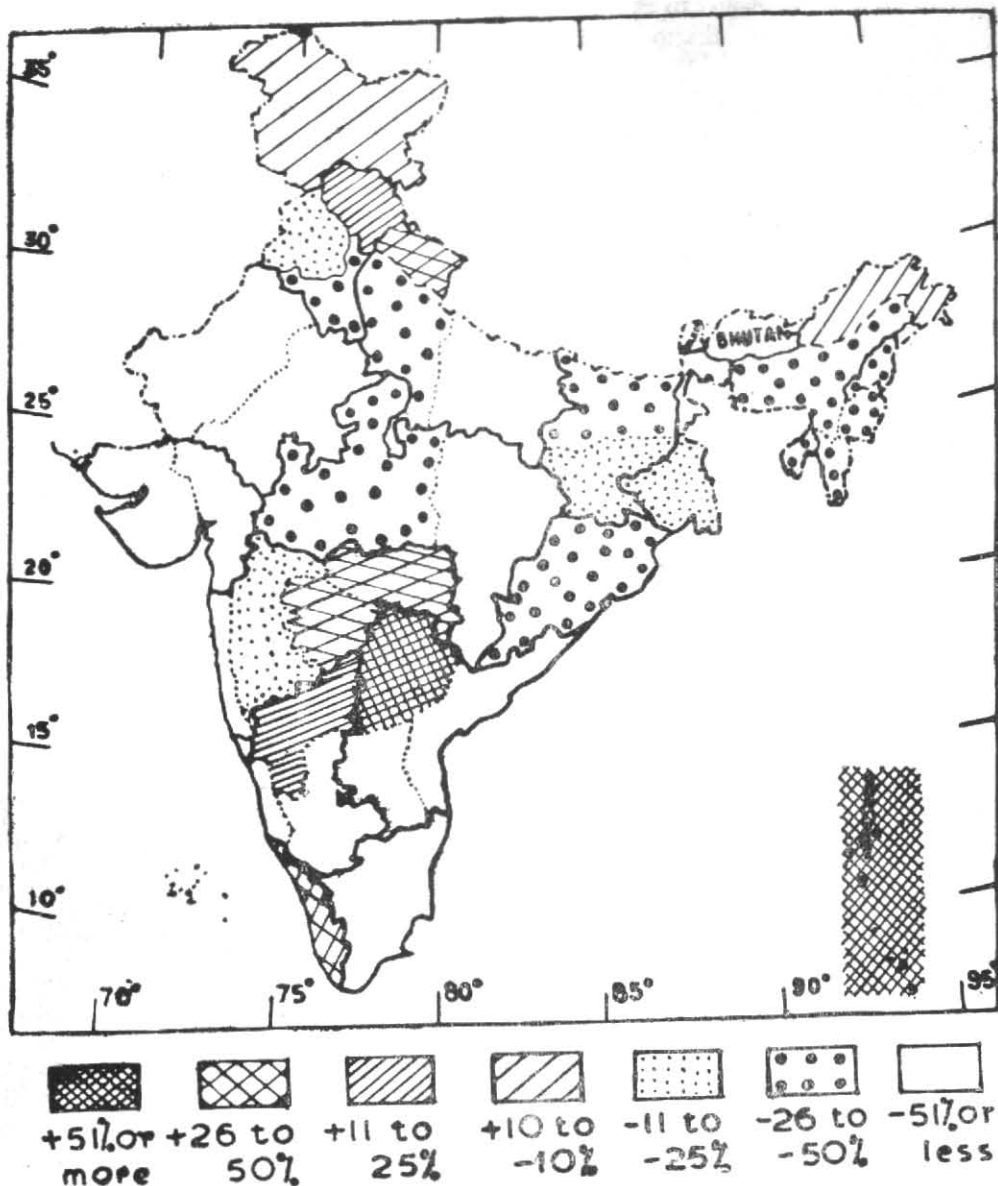 35°
30°
BHUTAN
25°
20°
15°
10°
70° 75° 80° 85° 90° 95°
+51% or more
+26 to 50%
+11 to 25%
+10 to -10%
-11 to -25%
-26 to -50%
-51% or less